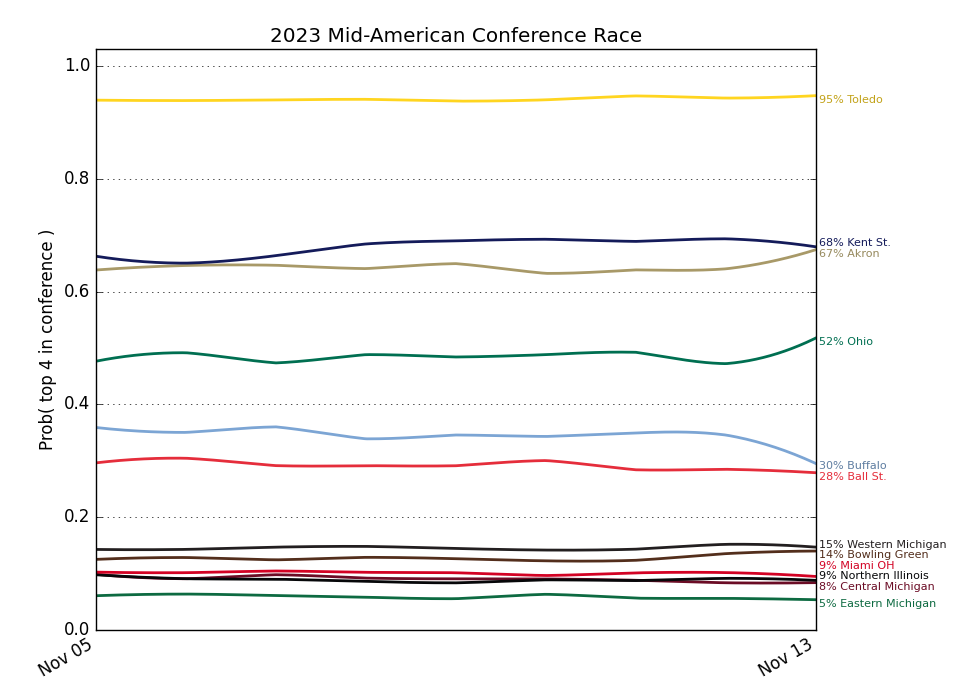 2023 Mid-American Conference Race
Prob( top 4 in conference )
1.0
0.8
0.6
0.4
0.2
0.0
Nov 05
Nov 13
95% Toledo
68% Kent St.
67% Akron
52% Ohio
30% Buffalo
28% Ball St.
15% Western Michigan
14% Bowling Green
9% Miami OH
9% Northern Illinois
8% Central Michigan
5% Eastern Michigan